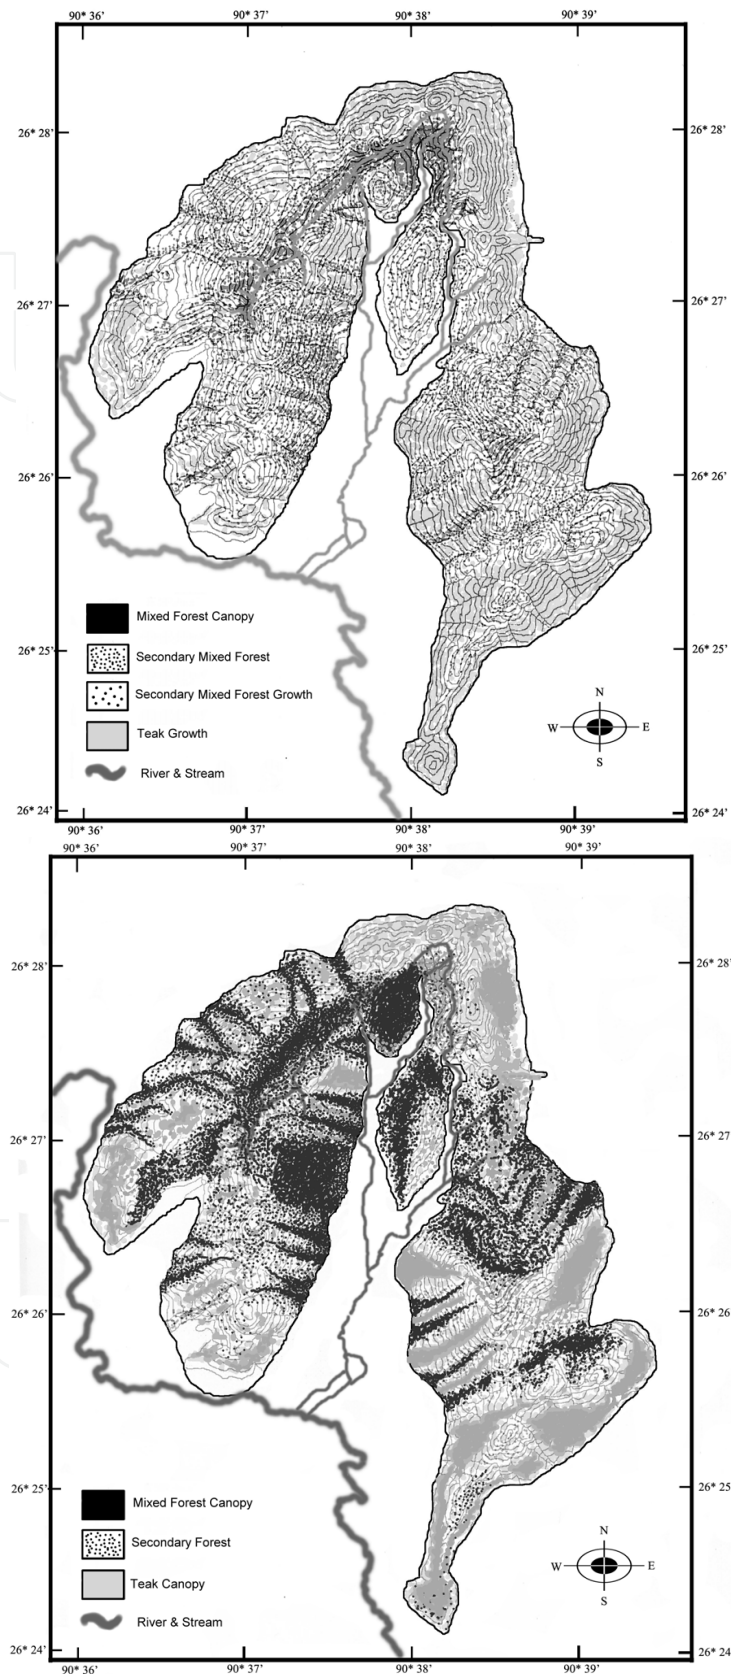 90* 36'
90* 37'
90* 38'
90* 39'
26* 28'
26* 28'
26* 27'
26* 27'
26* 26'
26* 26'
26* 25'
26* 25'
26* 24'
26* 24'
Mixed Forest Canopy
Secondary Mixed Forest
Secondary Mixed Forest Growth
Teak Growth
River & Stream
N
W E
S
90* 36'
90* 37'
90* 38'
90* 39'
90* 36'
90* 37'
90* 38'
90* 39'
26* 28'
26* 28'
26* 27'
26* 27'
26* 26'
26* 26'
26* 25'
26* 25
26* 24'
26* 24
Mixed Forest Canopy
Secondary Forest
Teak Canopy
River & Stream
N
W E
S
90* 36'
90* 37'
90* 38'
90* 39'